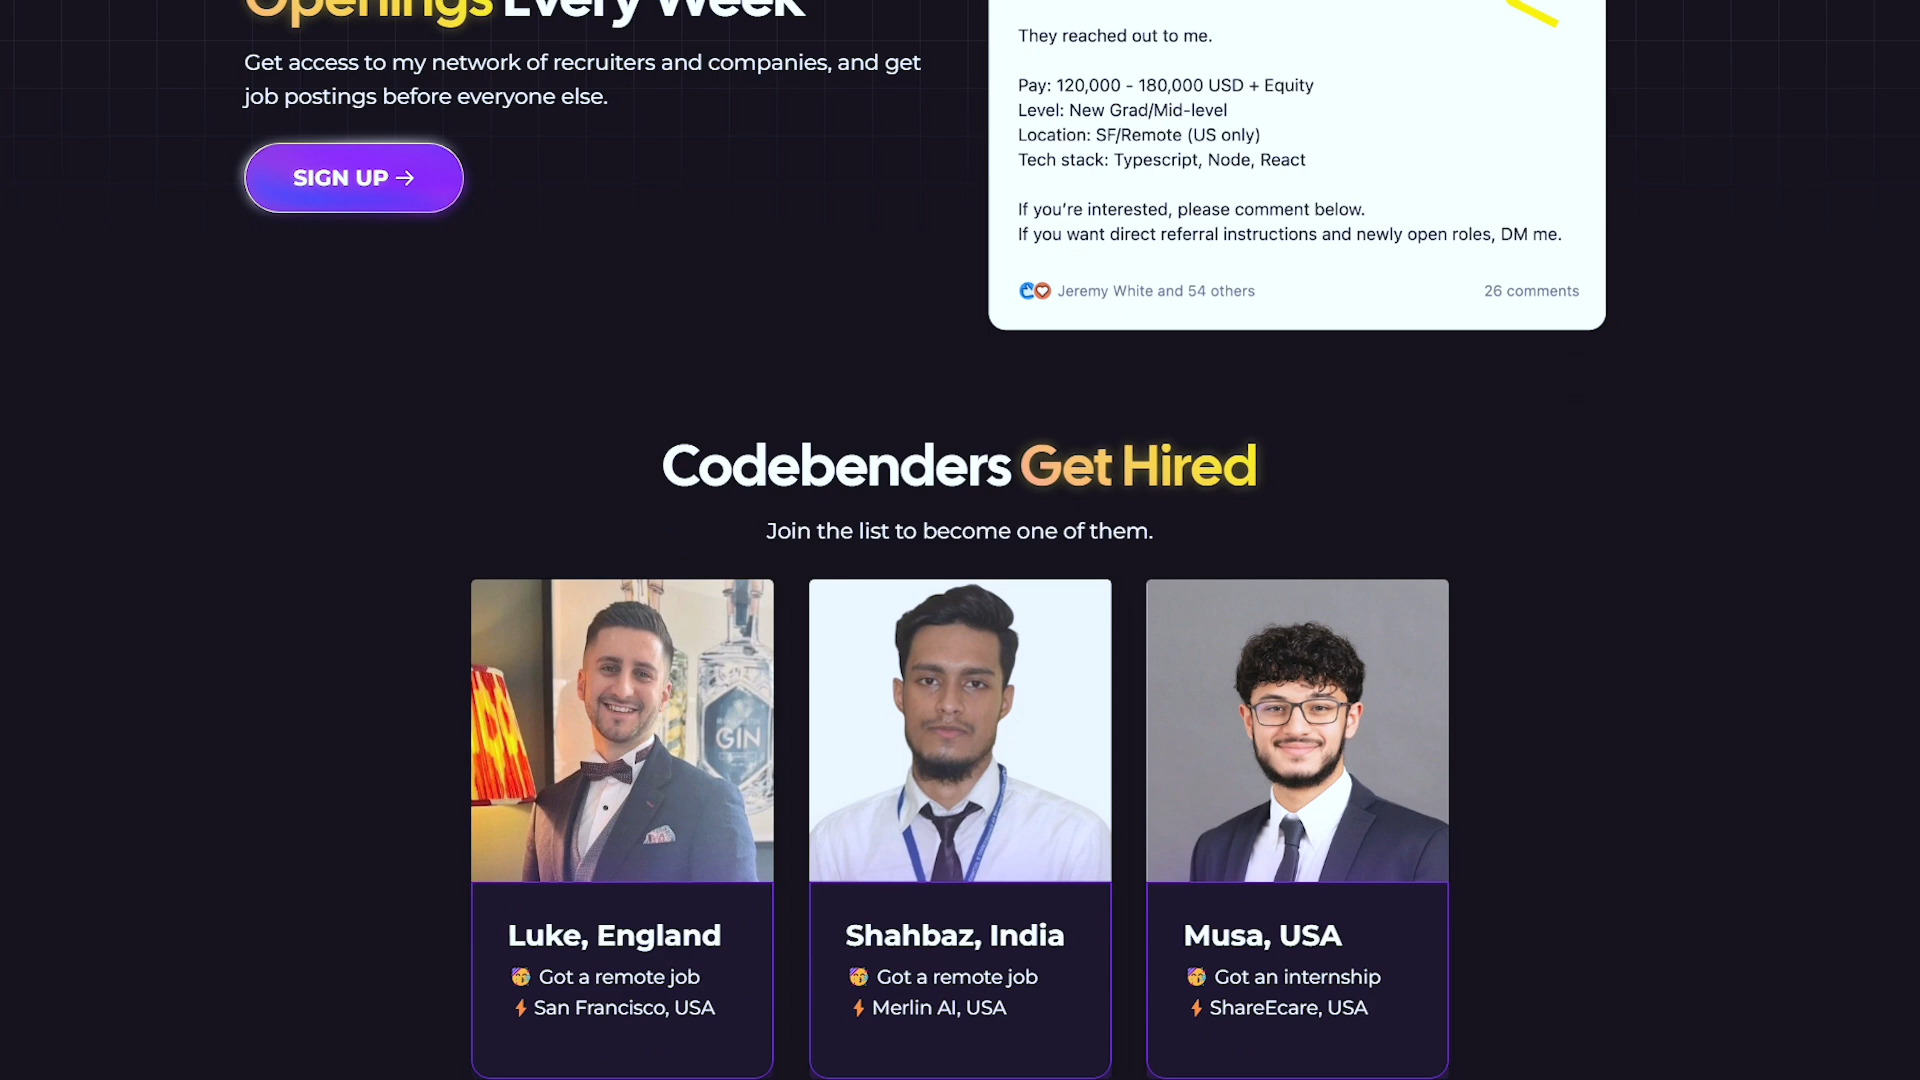 Openings Every Week
Get access to my network of recruiters and companies, and get
job postings before everyone else.
SIGN UP →
They reached out to me.
Pay: 120,000 - 180,000 USD + Equity
Level: New Grad/Mid-level
Location: SF/Remote (US only)
Tech stack: Typescript, Node, React
If you're interested, please comment below.
If you want direct referral instructions and newly open roles, DM me.
Jeremy White and 54 others
26 comments
Codebenders Get Hired
Join the list to become one of them.
GIN
Luke, England
🥳 Got a remote job
⚡ San Francisco, USA
Shahbaz, India
🥳 Got a remote job
⚡ Merlin AI, USA
Musa, USA
🥳 Got an internship
⚡ ShareEcare, USA